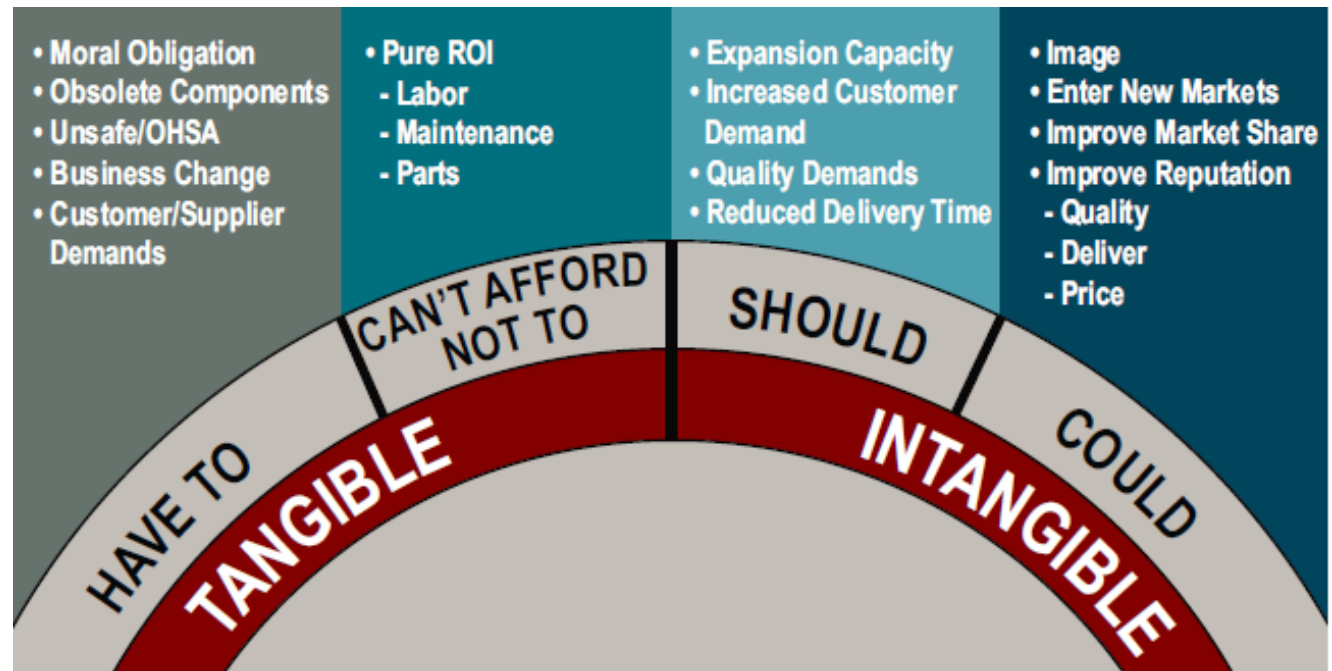 • Moral Obligation
• Obsolete Components
• Unsafe/OHSA
• Business Change
• Customer/Supplier
Demands
• Pure ROI
- Labor
- Maintenance
- Parts
• Expansion Capacity
• Increased Customer
Demand
• Quality Demands
• Reduced Delivery Time
• Image
• Enter New Markets
• Improve Market Share
• Improve Reputation
- Quality
- Deliver
- Price
HAVE TO
CAN'T AFFORD
NOT TO
SHOULD
COULD
TANGIBLE
INTANGIBLE